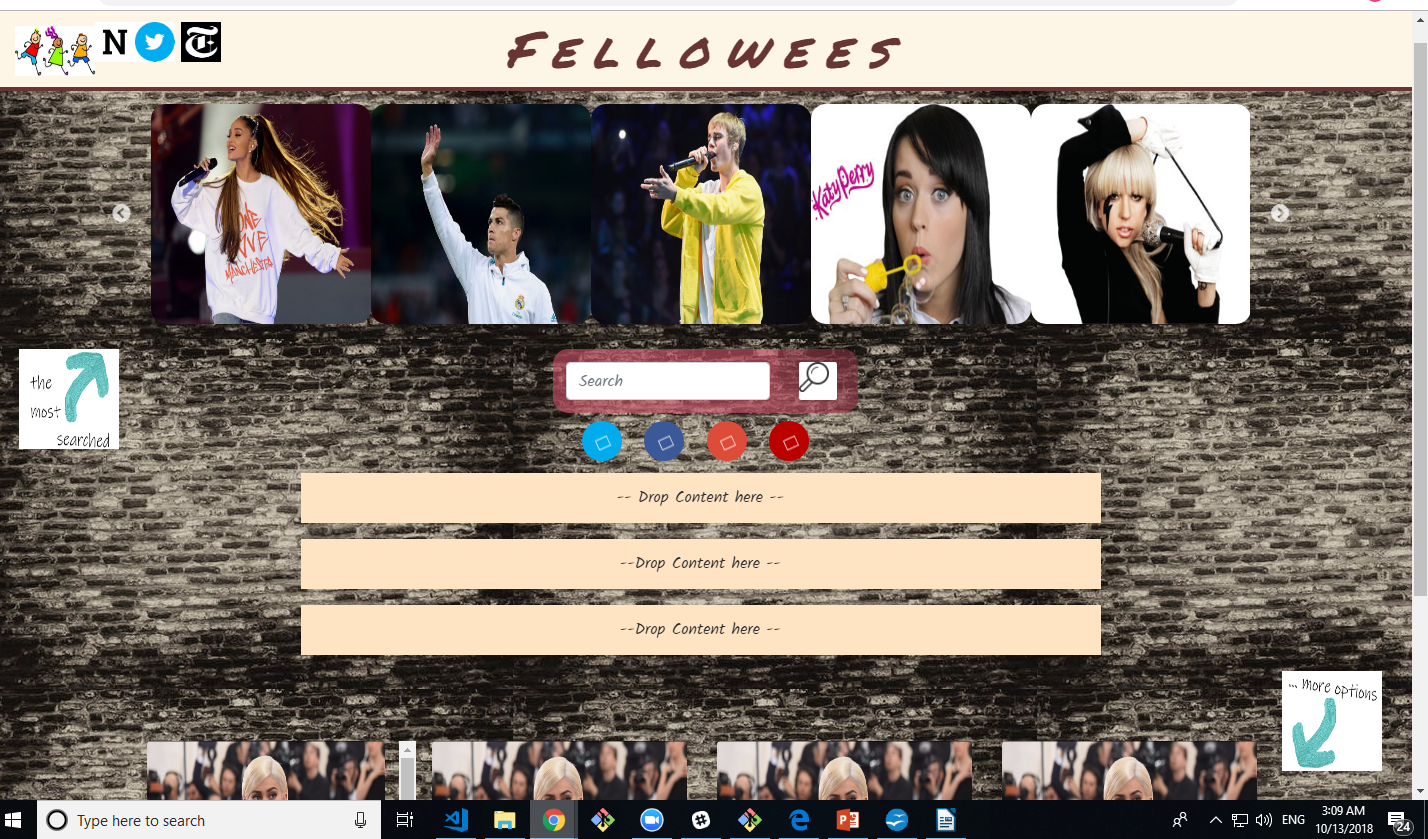 N
T
Fellowees
ONE
LOVE
MANCHESTER
Katy Perry
the
most
searched
Search
-- Drop Content here --
--Drop Content here --
--Drop Content here --
... more options
Type here to search
ENG
3:09 AM
10/13/2018
24